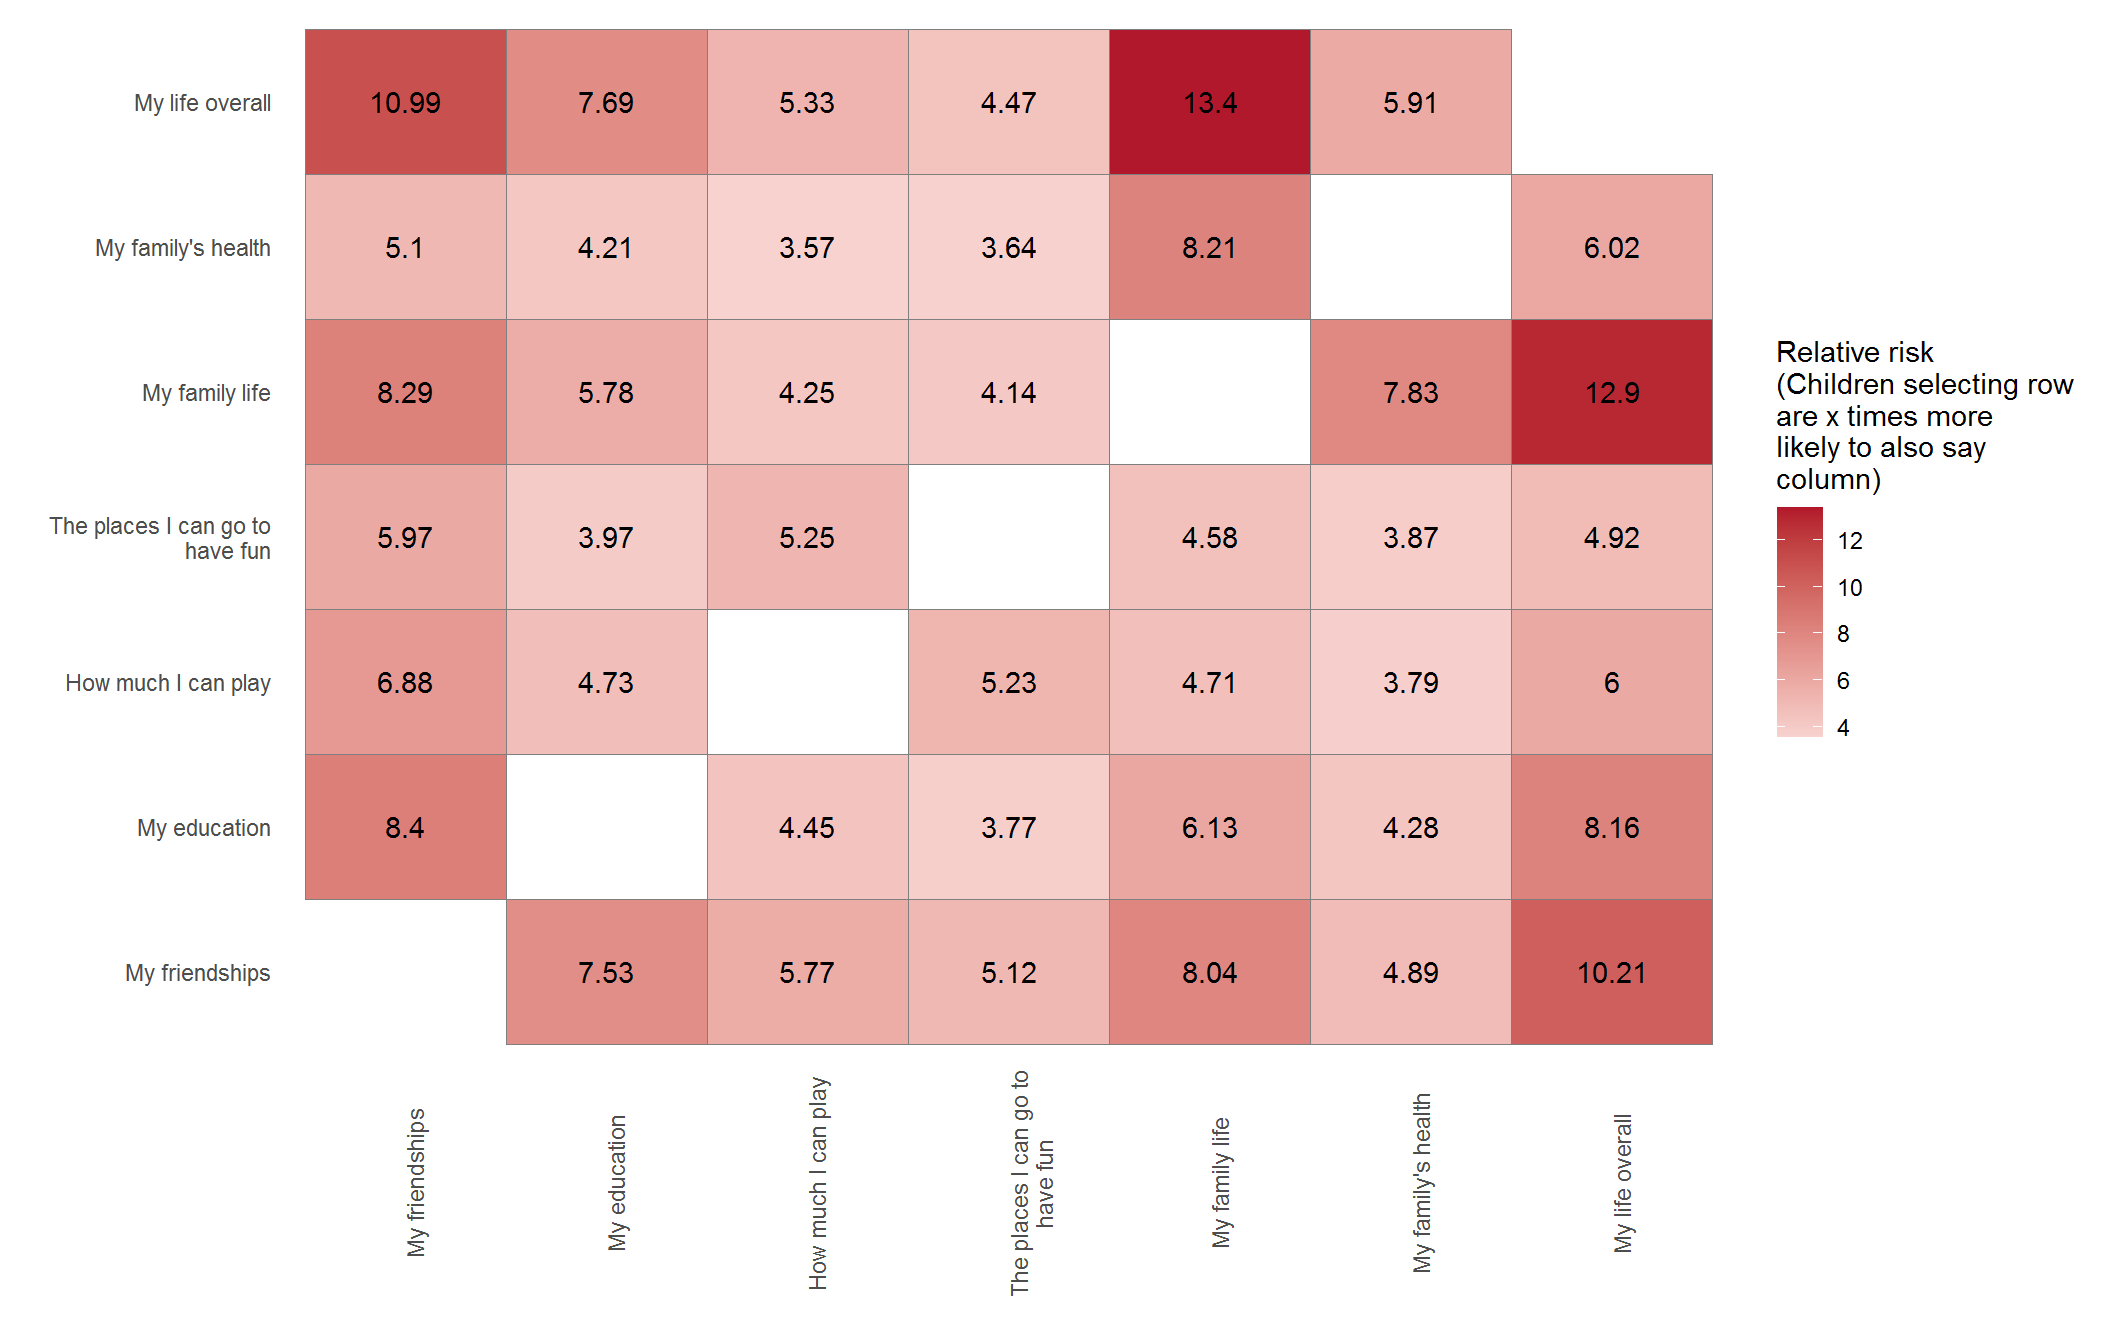 My life overall
10.99 7.69 5.33 4.47 13.4 5.91
My family's health
5.1 4.21 3.57 3.64 8.21 6.02
My family life
8.29 5.78 4.25 4.14 7.83 12.9
The places I can go to
have fun
5.97 3.97 5.25 4.58 3.87 4.92
How much I can play
6.88 4.73 5.23 4.71 3.79 6
My education
8.4 4.45 3.77 6.13 4.28 8.16
My friendships
7.53 5.77 5.12 8.04 4.89 10.21
My friendships
My education
How much I can play
The places I can go to
have fun
My family life
My family's health
My life overall
Relative risk
(Children selecting row
are x times more
likely to also say
column)
12
10
8
6
4